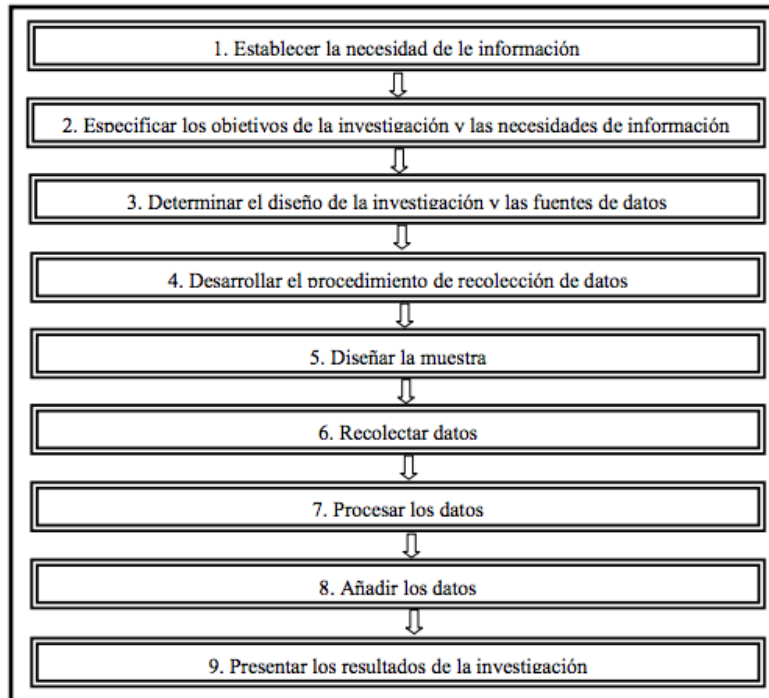 1. Establecer la necesidad de le información
2. Especificar los objetivos de la investigación y las necesidades de información
3. Determinar el diseño de la investigación y las fuentes de datos
4. Desarrollar el procedimiento de recolección de datos
5. Diseñar la muestra
6. Recolectar datos
7. Procesar los datos
8. Añadir los datos
9. Presentar los resultados de la investigación